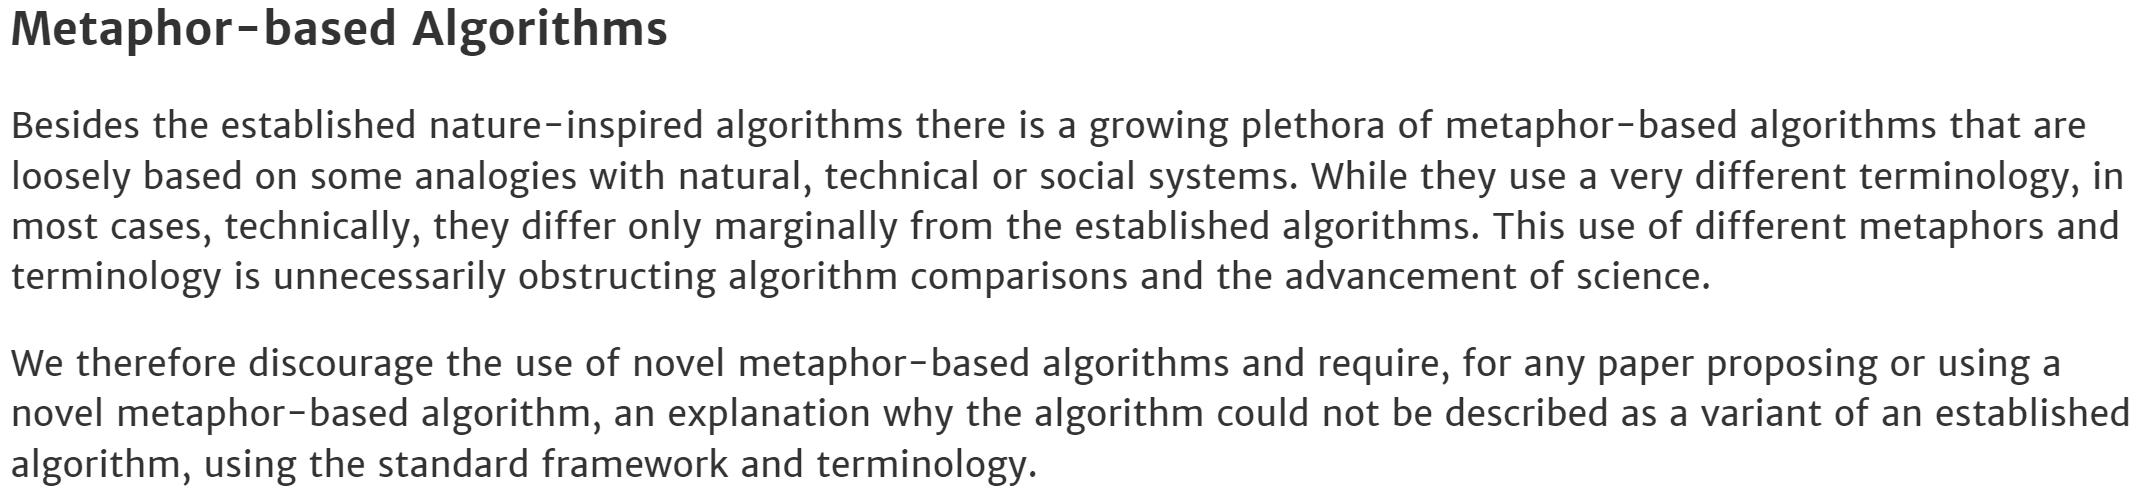 Metaphor-based Algorithms
Besides the established nature-inspired algorithms there is a growing plethora of metaphor-based algorithms that are
loosely based on some analogies with natural, technical or social systems. While they use a very different terminology, in
most cases, technically, they differ only marginally from the established algorithms. This use of different metaphors and
terminology is unnecessarily obstructing algorithm comparisons and the advancement of science.
We therefore discourage the use of novel metaphor-based algorithms and require, for any paper proposing or using a
novel metaphor-based algorithm, an explanation why the algorithm could not be described as a variant of an established
algorithm, using the standard framework and terminology.